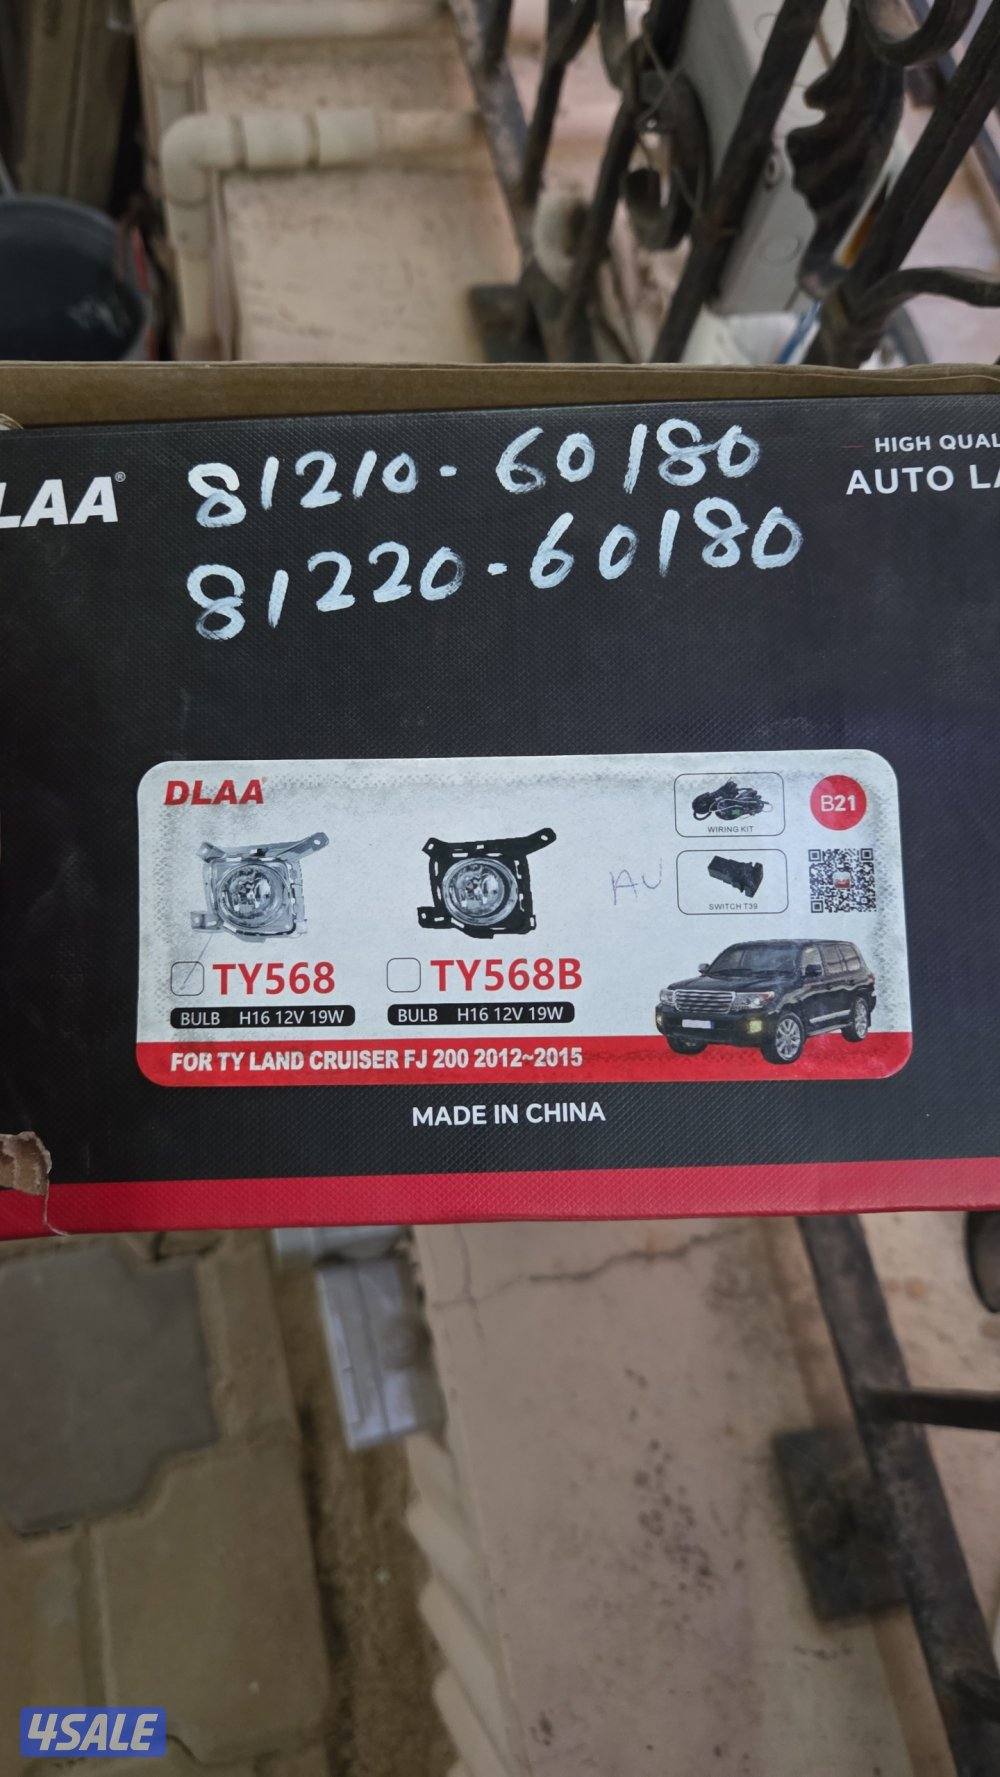 LAA®
81210-60180
81220-60180
HIGH QUAL
AUTO LA
DLAA
WIRING KIT
B21
AU
SWITCH T39
TY568
TY568B
BULB H16 12V 19W
BULB H16 12V 19W
FOR TY LAND CRUISER FJ 200 2012~2015
MADE IN CHINA
4SALE